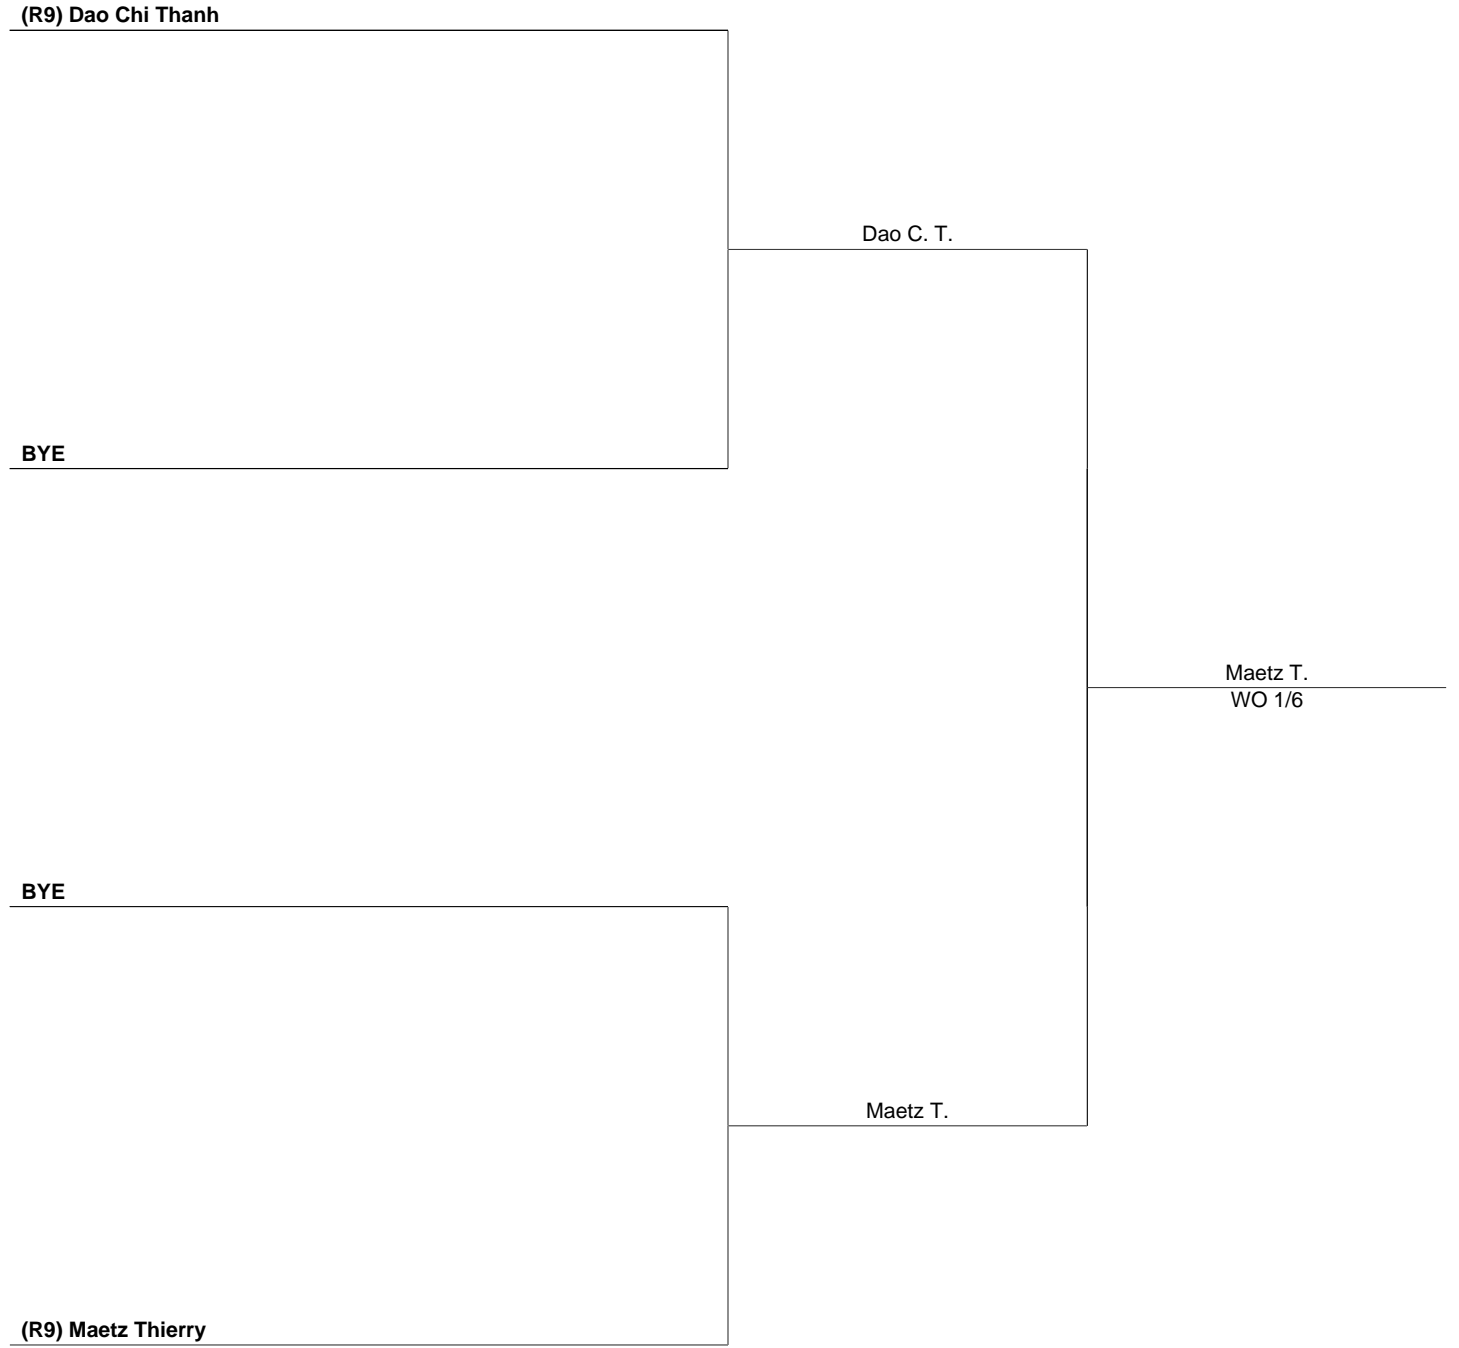 (R9) Dao Chi Thanh
Dao C. T.
BYE
Maetz T.
WO 1/6
BYE
Maetz T.
(R9) Maetz Thierry